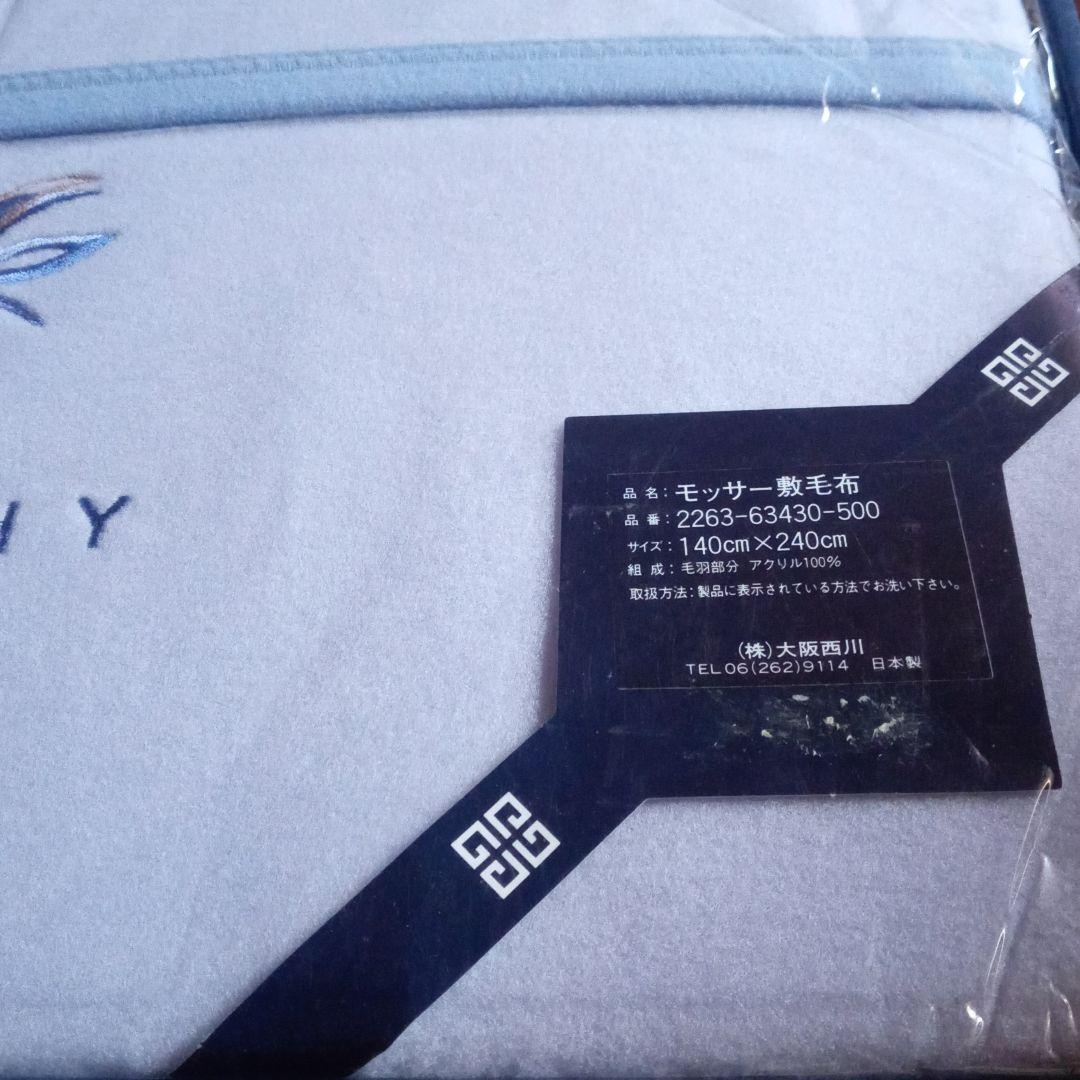 HY
品名：モッサー敷毛布
品番：2263-63430-500
サイズ：140cm×240cm
組成：毛羽部分 アクリル100%
取扱方法：製品に表示されている方法でお洗い下さい。
(株)大阪西川
TEL 06(262)9114 日本製